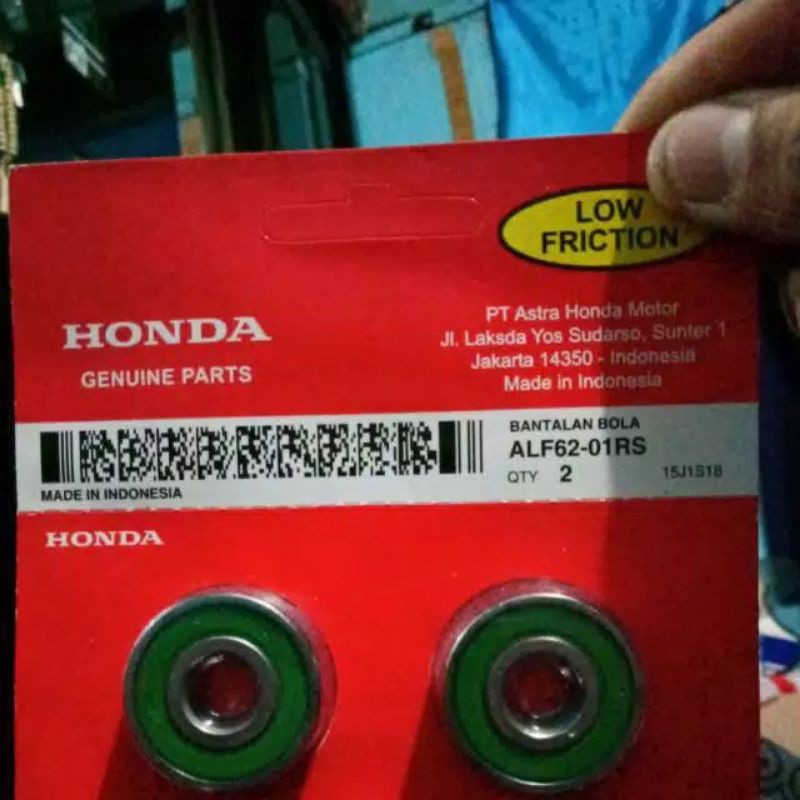 LOW
FRICTION
HONDA
GENUINE PARTS
PT Astra Honda Motor
Jl. Laksda Yos Sudarso, Sunter 1
Jakarta 14350 - Indonesia
Made in Indonesia
MADE IN INDONESIA
BANTALAN BOLA
ALF62-01RS
QTY 2
15J1S1B
HONDA